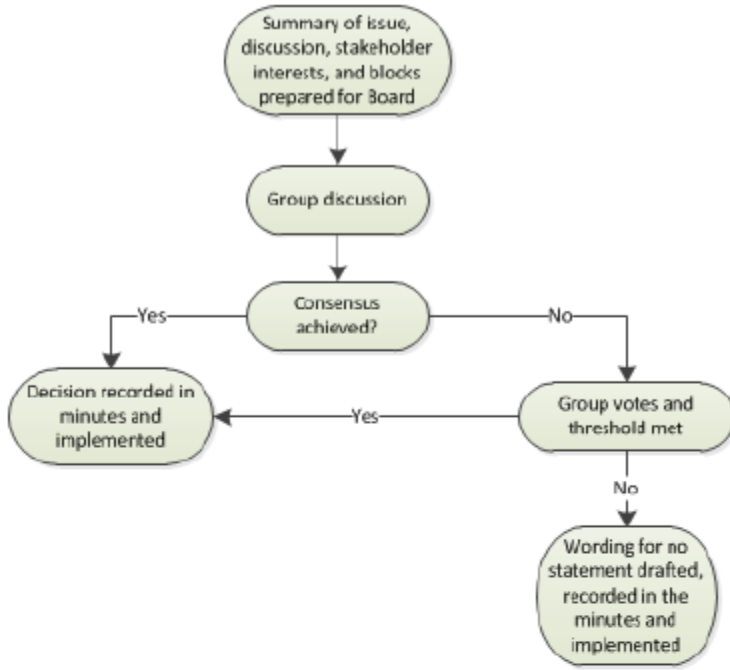 Summary of issue,
discussion, stakeholder
interests, and blocks
prepared for Board
Group discussion
Consensus
achieved?
Yes
No
Decision recorded in
minutes and
implemented
Yes
Group votes and
threshold met
No
Wording for no
statement drafted,
recorded in the
minutes and
implemented